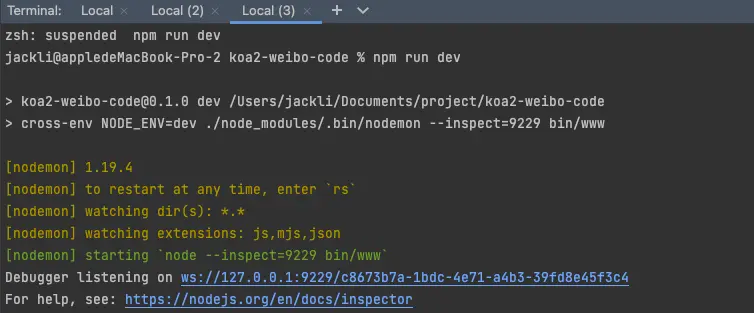 Terminal: Local × Local (2) × Local (3) × +
zsh: suspended  npm run dev
jackli@appledeMacBook-Pro-2 koa2-weibo-code % npm run dev
> koa2-weibo-code@0.1.0 dev /Users/jackli/Documents/project/koa2-weibo-code
> cross-env NODE_ENV=dev ./node_modules/.bin/nodemon --inspect=9229 bin/www
[nodemon] 1.19.4
[nodemon] to restart at any time, enter `rs`
[nodemon] watching dir(s): *.*
[nodemon] watching extensions: js,mjs,json
[nodemon] starting `node --inspect=9229 bin/www`
Debugger listening on ws://127.0.0.1:9229/c8673b7a-1bdc-4e71-a4b3-39fd8e45f3c4
For help, see: https://nodejs.org/en/docs/inspector